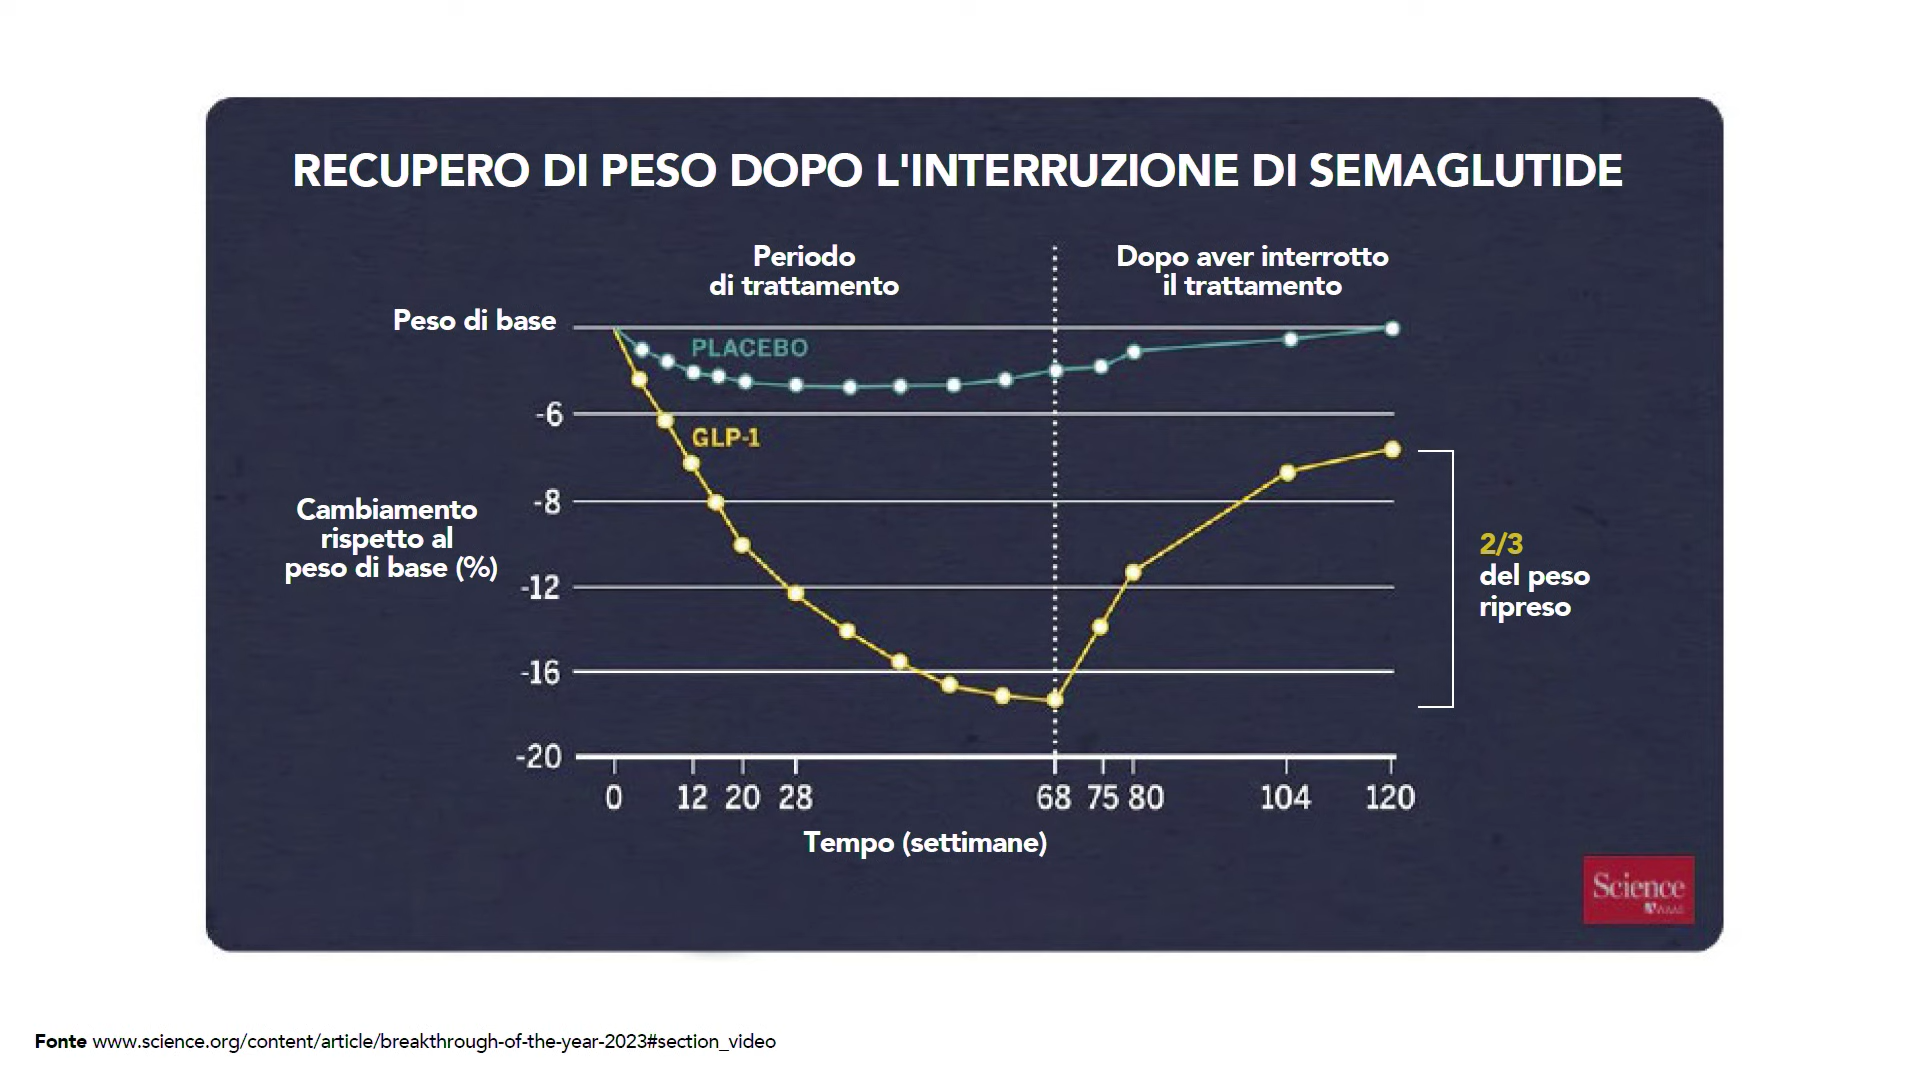 RECUPERO DI PESO DOPO L'INTERRUZIONE DI SEMAGLUTIDE
Periodo
di trattamento
Dopo aver interrotto
il trattamento
Peso di base
PLACEBO
-6
GLP-1
-8
Cambiamento
rispetto al
peso di base (%)
-12
-16
-20
2/3
del peso
ripreso
0 12 20 28 68 75 80 104 120
Tempo (settimane)
Science
AAAS
Fonte www.science.org/content/article/breakthrough-of-the-year-2023#section_video